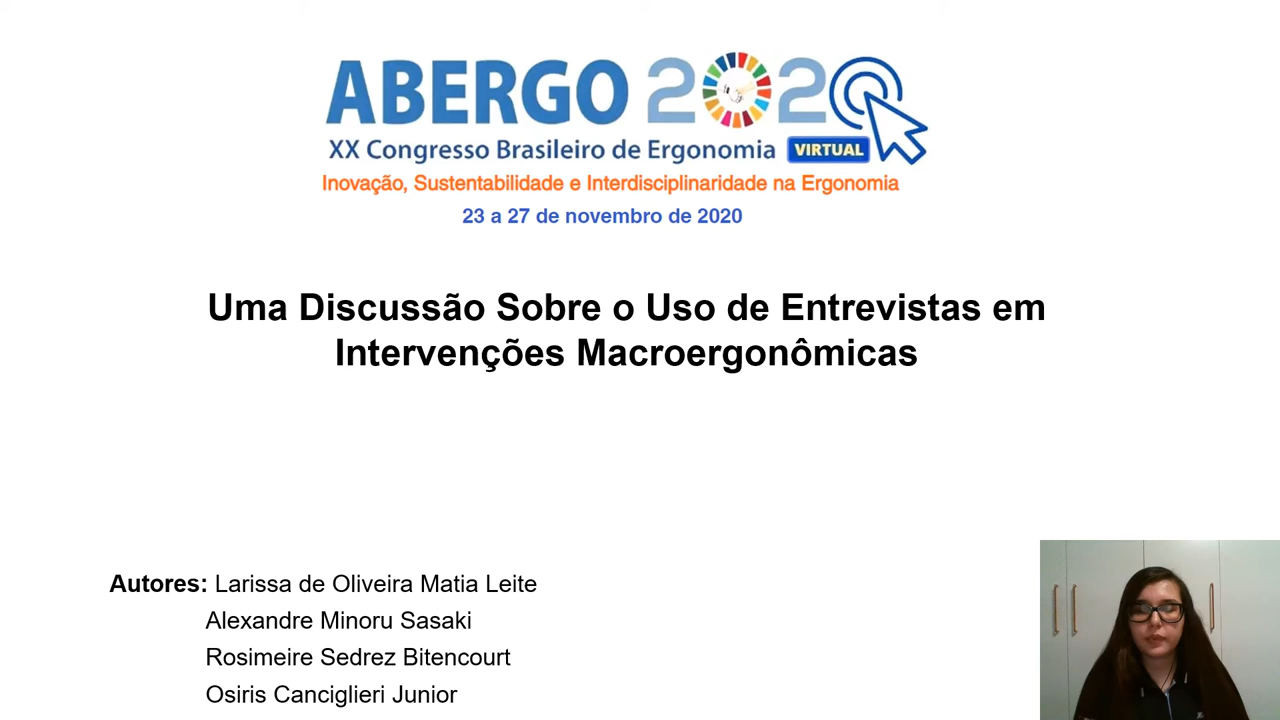 ABERGO 2020
XX Congresso Brasileiro de Ergonomia VIRTUAL
Inovação, Sustentabilidade e Interdisciplinaridade na Ergonomia
23 a 27 de novembro de 2020
Uma Discussão Sobre o Uso de Entrevistas em
Intervenções Macroergonômicas
Autores: Larissa de Oliveira Matia Leite
Alexandre Minoru Sasaki
Rosimeire Sedrez Bitencourt
Osiris Canciglieri Junior